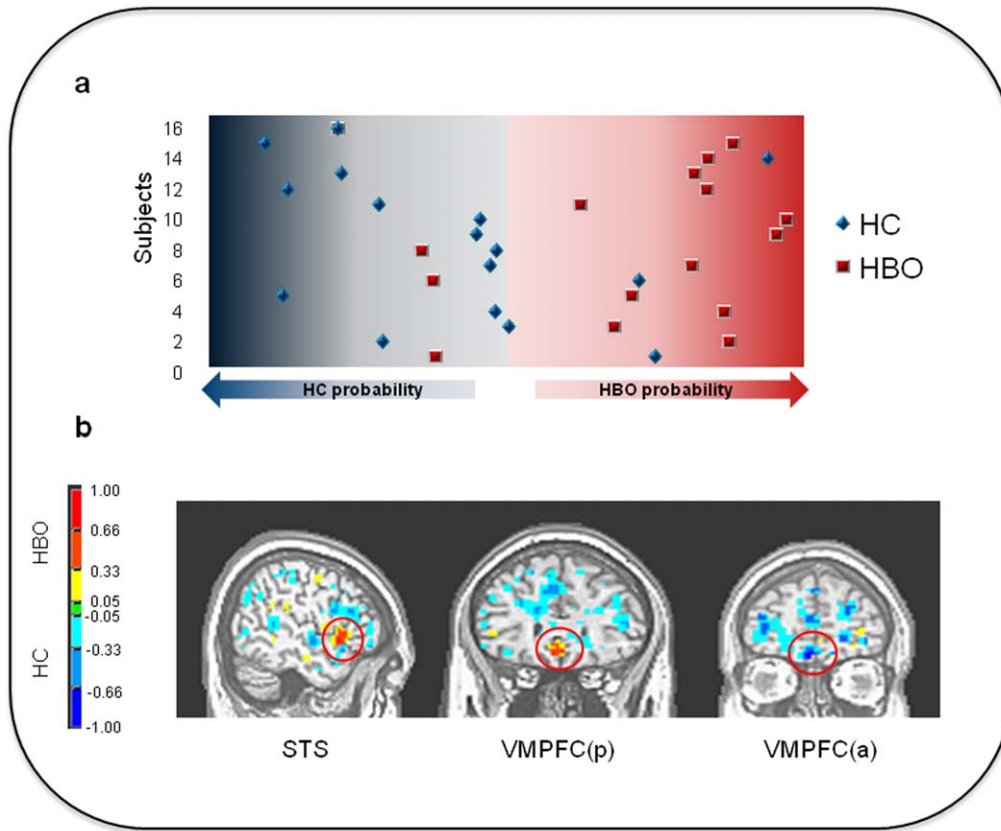 a
Subjects
16
14
12
10
8
6
4
2
0
HC
HBO
HC probability
HBO probability
b
HBO
HC
1.00
0.66
0.33
0.05
-0.05
-0.33
-0.66
-1.00
STS
VMPFC(p)
VMPFC(a)